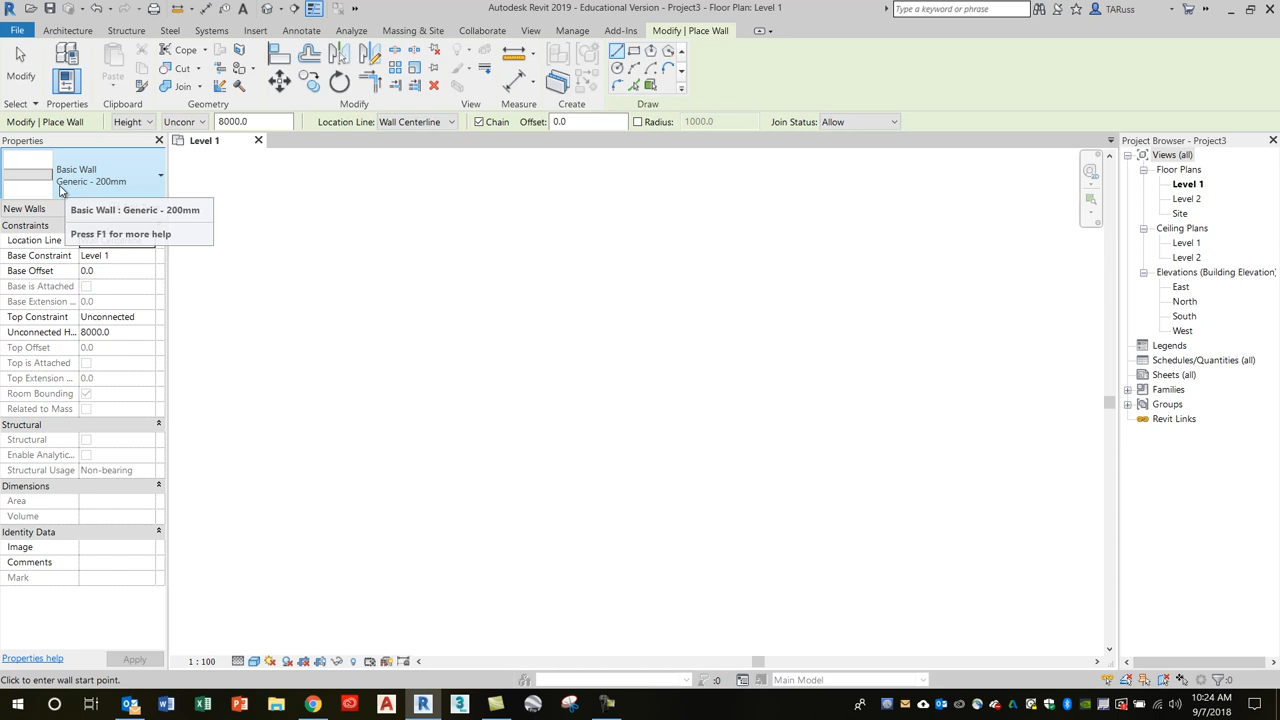 Autodesk Revit 2019 - Educational Version - Project3 - Floor Plan: Level 1
Type a keyword or phrase
TARuss
File Architecture Structure Steel Systems Insert Annotate Analyze Massing & Site Collaborate View Manage Add-Ins Modify | Place Wall
Modify
Paste
Cope
Cut
Join
Select Properties Clipboard Geometry Modify View Measure Create Draw
Modify | Place Wall Height Unconr 8000.0 Location Line: Wall Centerline Chain Offset: 0.0 Radius: 1000.0 Join Status: Allow
Properties
Level 1
Project Browser - Project3
Basic Wall
Generic - 200mm
New Walls
Basic Wall : Generic - 200mm
Press F1 for more help
Constraints
Location Line
Base Constraint Level 1
Base Offset 0.0
Base is Attached
Base Extension ... 0.0
Top Constraint Unconnected
Unconnected H... 8000.0
Top Offset 0.0
Top is Attached
Top Extension ... 0.0
Room Bounding
Related to Mass
Structural
Structural
Enable Analytic...
Structural Usage Non-bearing
Dimensions
Area
Volume
Identity Data
Image
Comments
Mark
Properties help Apply
Views (all)
Floor Plans
Level 1
Level 2
Site
Ceiling Plans
Level 1
Level 2
Elevations (Building Elevation)
East
North
South
West
Legends
Schedules/Quantities (all)
Sheets (all)
Families
Groups
Revit Links
1 : 100
Click to enter wall start point.
:0
Main Model
:0
10:24 AM
9/7/2018